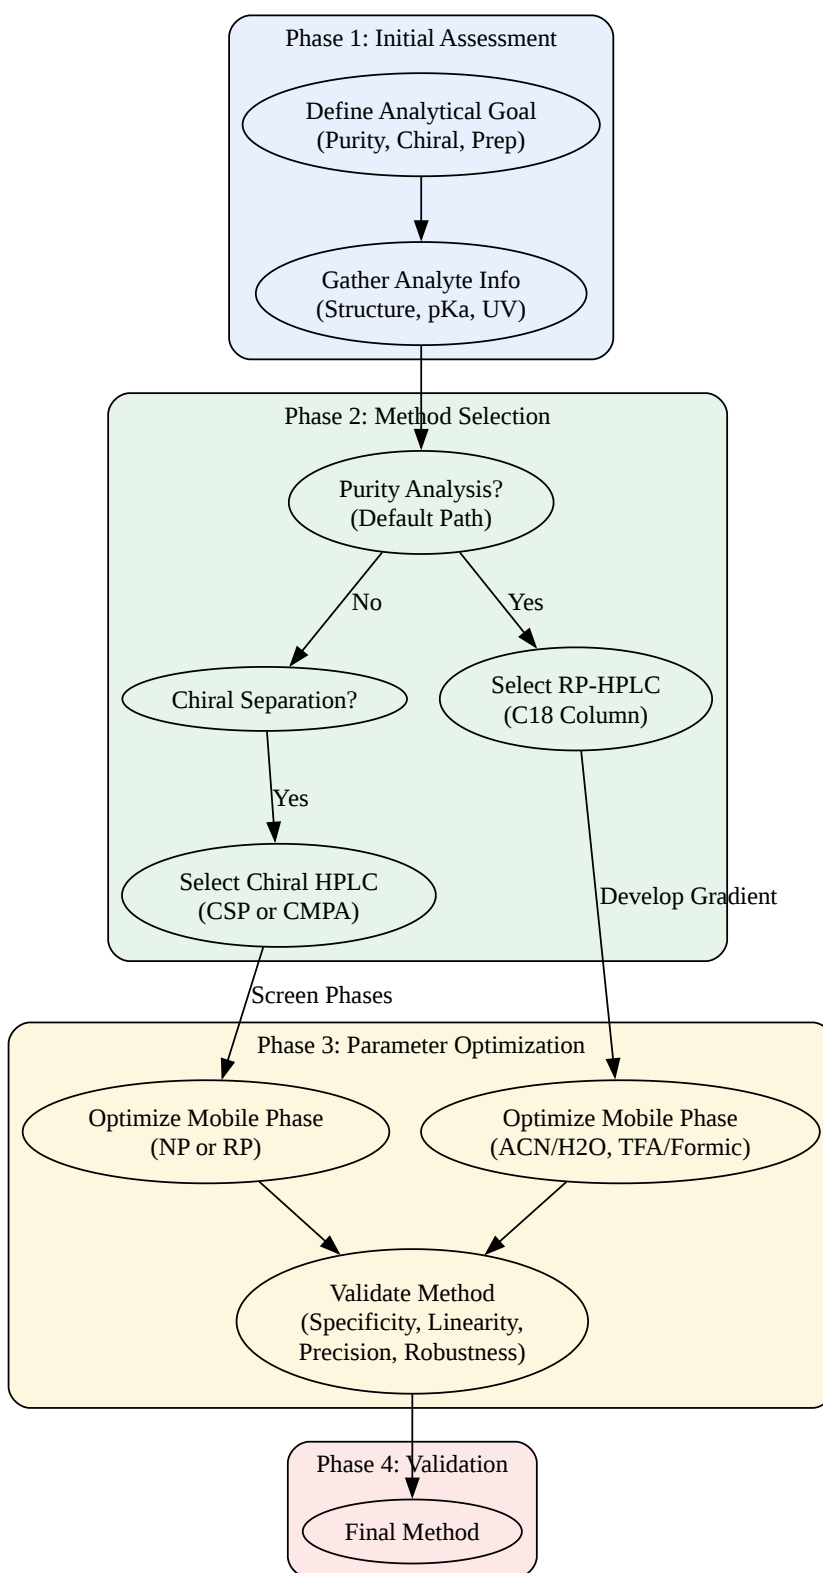 Phase 1: Initial Assessment
Define Analytical Goal
(Purity, Chiral, Prep)
Gather Analyte Info
(Structure, pKa, UV)
Phase 2: Method Selection
Purity Analysis?
(Default Path)
No
Yes
Chiral Separation?
Select RP-HPLC
(C18 Column)
Yes
Select Chiral HPLC
(CSP or CMPA)
Develop Gradient
Screen Phases
Phase 3: Parameter Optimization
Optimize Mobile Phase
(NP or RP)
Optimize Mobile Phase
(ACN/H2O, TFA/Formic)
Validate Method
(Specificity, Linearity,
Precision, Robustness)
Phase 4: Validation
Final Method